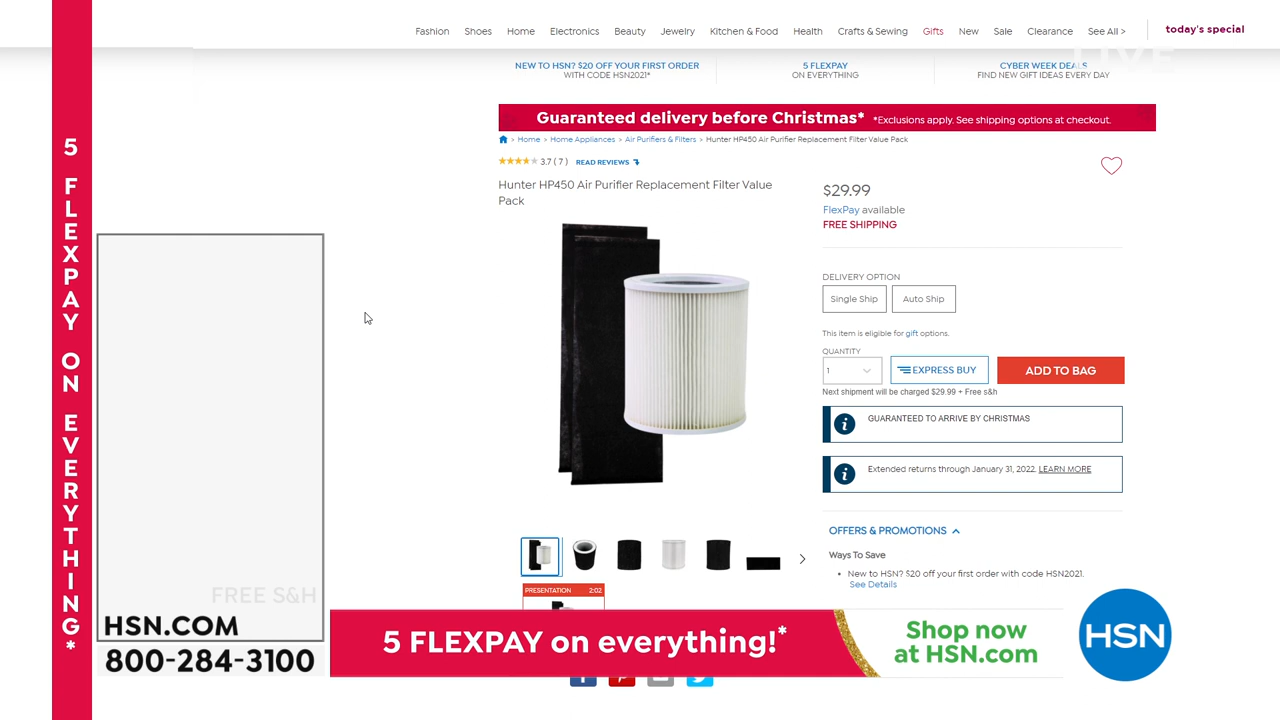 Fashion Shoes Home Electronics Beauty Jewelry Kitchen & Food Health Crafts & Sewing Gifts New Sale Clearance See All > today's special
LIVE
NEW TO HSN? $20 OFF YOUR FIRST ORDER
WITH CODE HSN2021*
5 FLEXPAY
ON EVERYTHING
CYBER WEEK DEALS
FIND NEW GIFT IDEAS EVERY DAY
Guaranteed delivery before Christmas* *Exclusions apply. See shipping options at checkout.
> Home > Home Appliances > Air Purifiers & Filters > Hunter HP450 Air Purifier Replacement Filter Value Pack
3.7 ( 7 ) READ REVIEWS
Hunter HP450 Air Purifier Replacement Filter Value
Pack
$29.99
FlexPay available
FREE SHIPPING
DELIVERY OPTION
Single Ship Auto Ship
This item is eligible for gift options.
QUANTITY
1 EXPRESS BUY ADD TO BAG
Next shipment will be charged $29.99 + Free s&h
GUARANTEED TO ARRIVE BY CHRISTMAS
Extended returns through January 31, 2022. LEARN MORE
OFFERS & PROMOTIONS
Ways To Save
• New to HSN? $20 off your first order with code HSN2021.
See Details
PRESENTATION 2:02
5 FLEXPAY ON EVERYTHING*
FREE S&H
HSN.COM
800-284-3100
5 FLEXPAY on everything!*
Shop now
at HSN.com
HSN